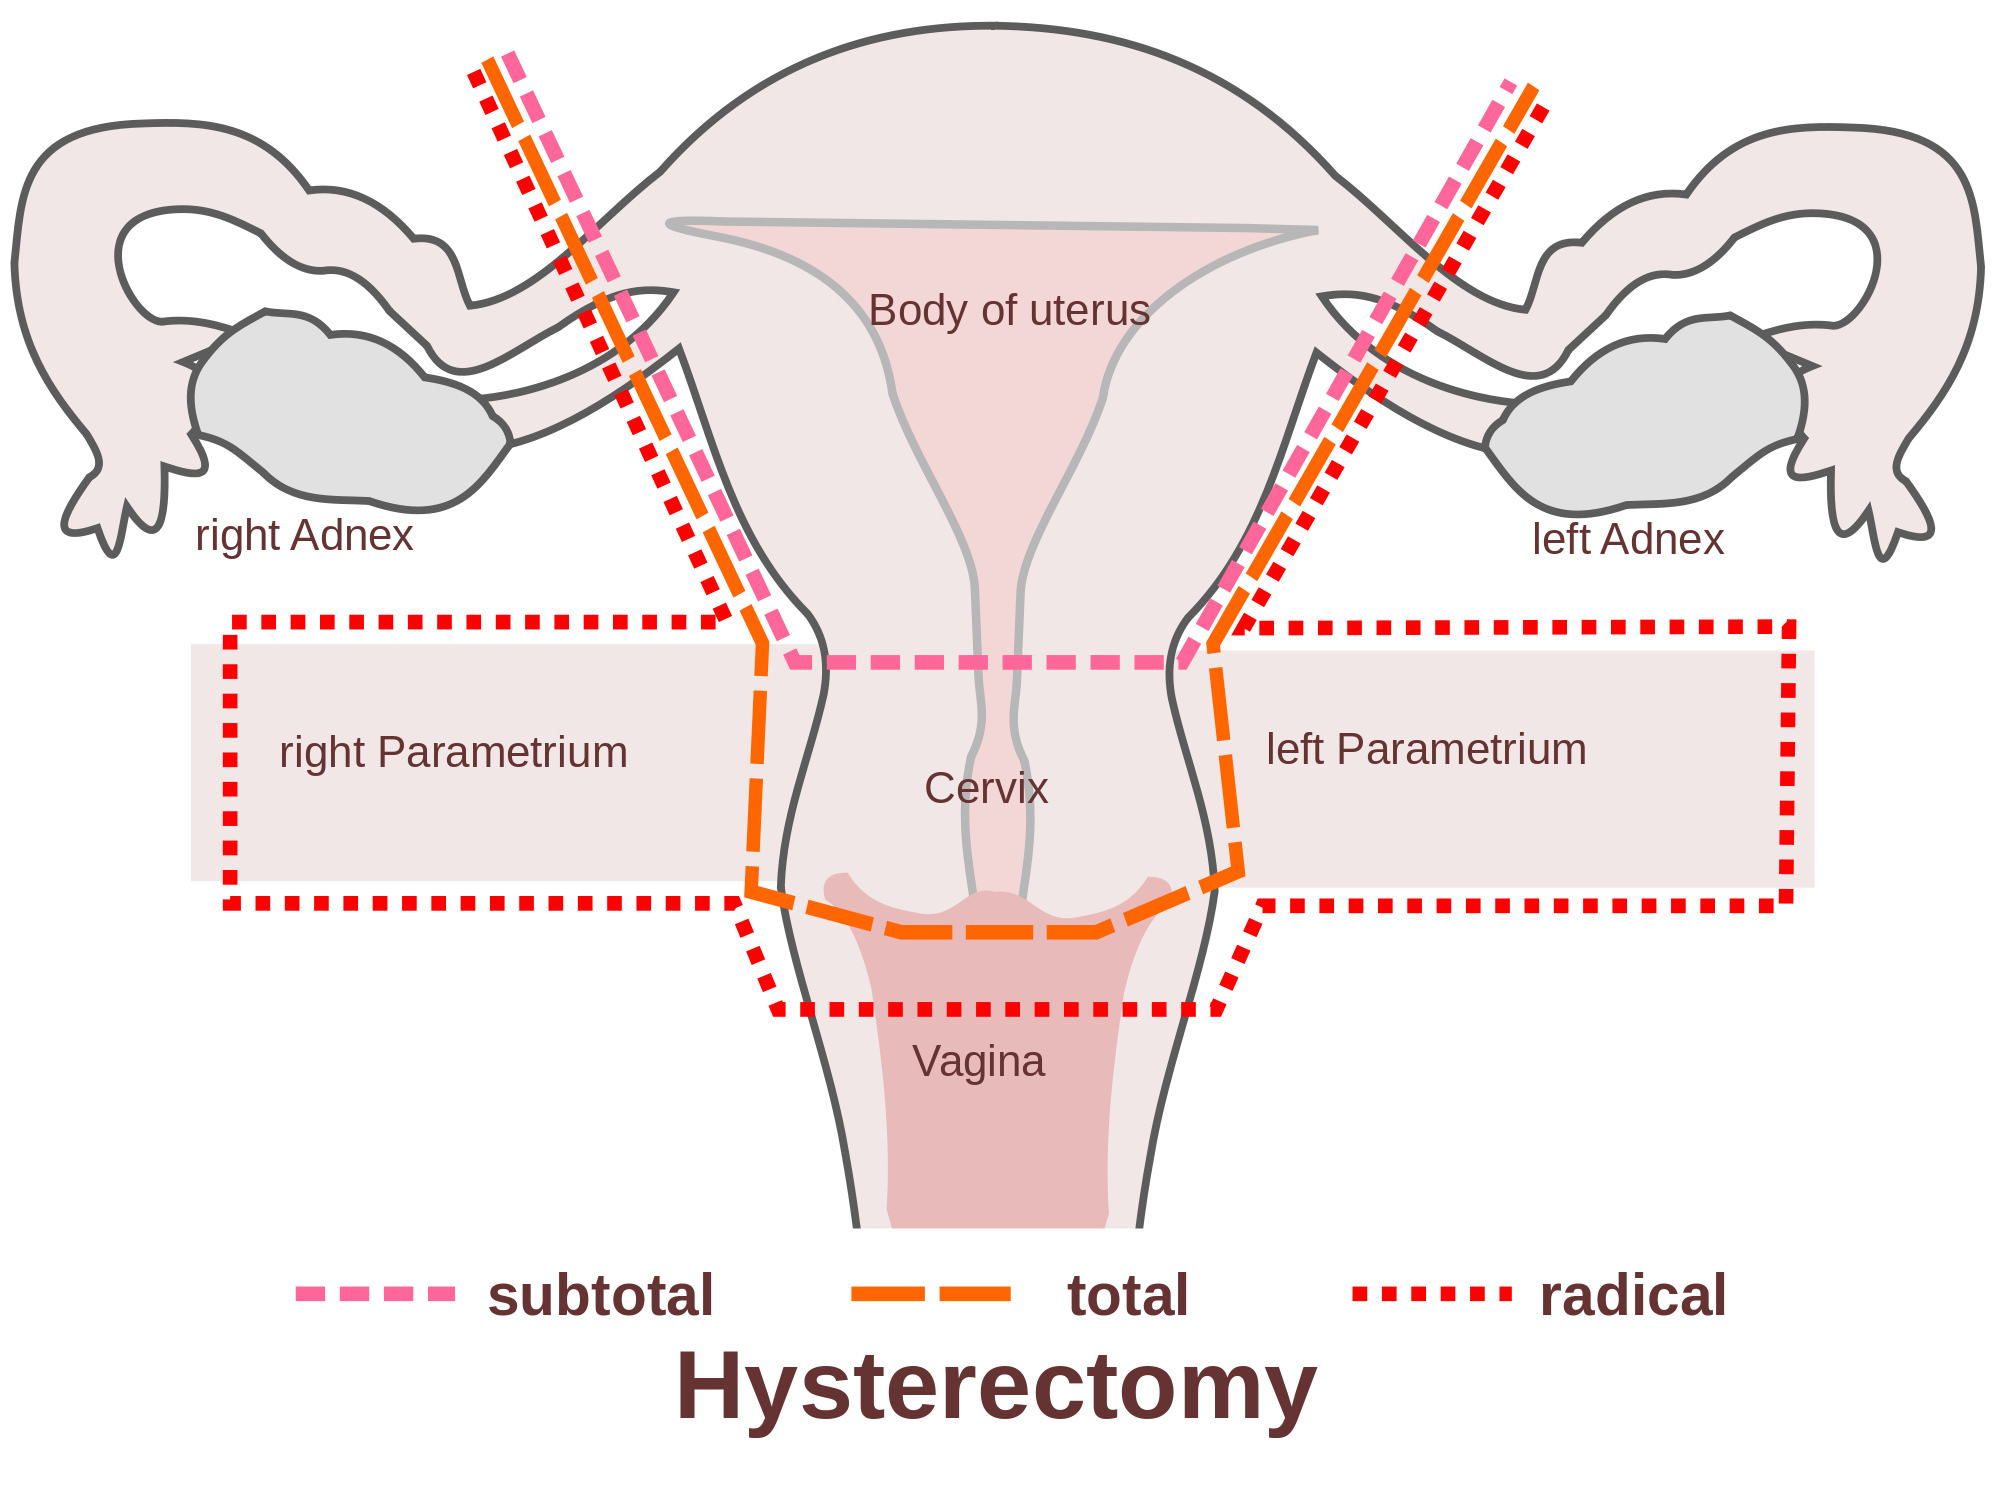 Body of uterus
right Adnex
left Adnex
right Parametrium
left Parametrium
Cervix
Vagina
subtotal
total
radical
Hysterectomy